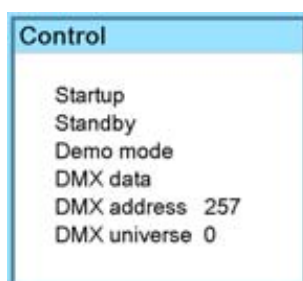 Control
Startup
Standby
Demo mode
DMX data
DMX address 257
DMX universe 0